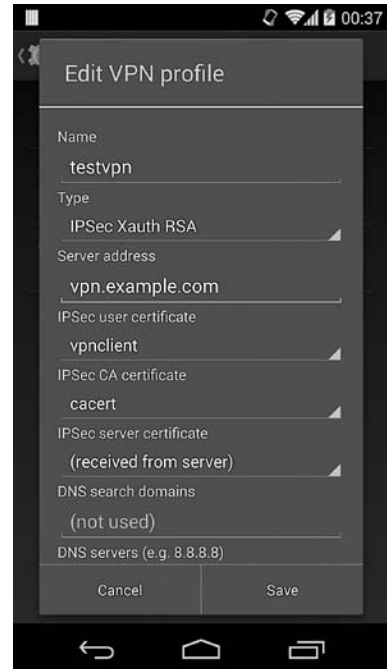 00:37
Edit VPN profile
Name
testvpn
Type
IPSec Xauth RSA
Server address
vpn.example.com
IPSec user certificate
vpnclient
IPSec CA certificate
cacert
IPSec server certificate
(received from server)
DNS search domains
(not used)
DNS servers (e.g. 8.8.8.8)
Cancel Save